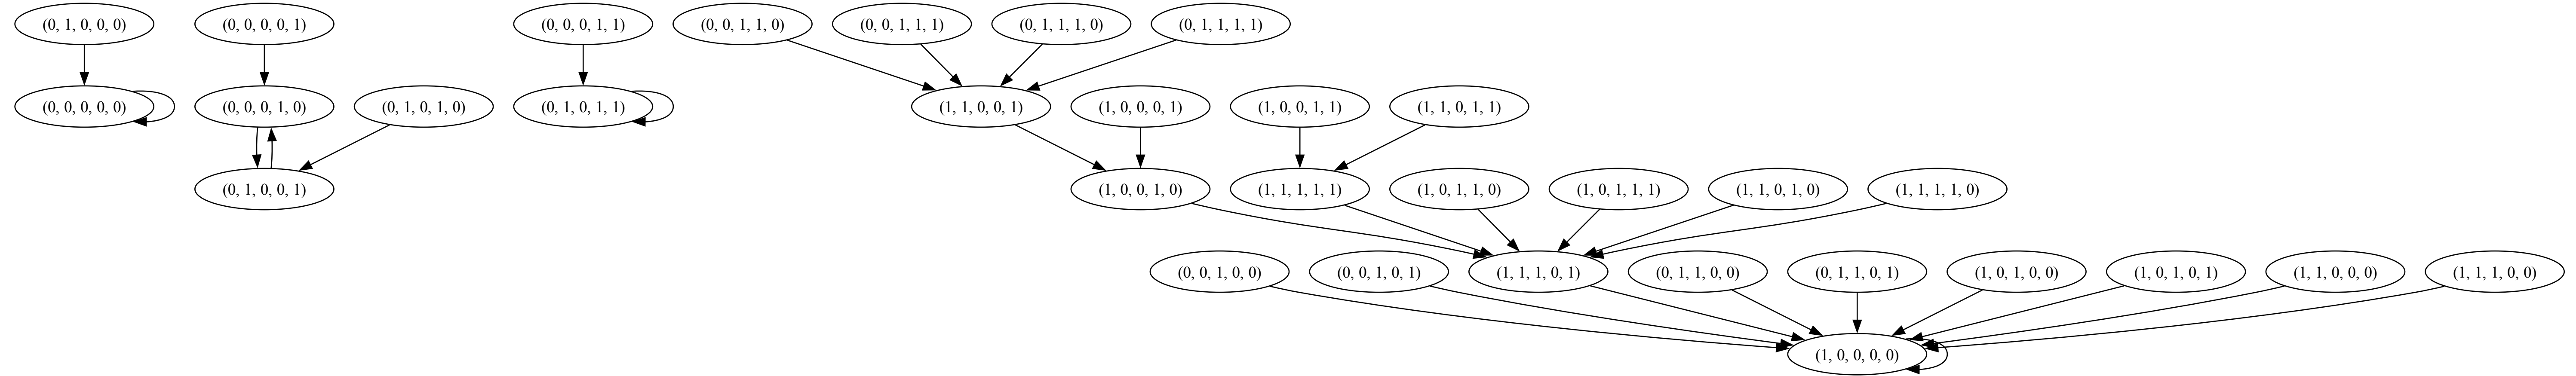 (0, 1, 0, 0, 0) (0, 0, 0, 0, 1) (0, 0, 0, 1, 1) (0, 0, 1, 1, 0) (0, 0, 1, 1, 1) (0, 1, 1, 1, 0) (0, 1, 1, 1, 1)
(0, 0, 0, 0, 0) (0, 0, 0, 1, 0) (0, 1, 0, 1, 0) (0, 1, 0, 1, 1) (1, 1, 0, 0, 1) (1, 0, 0, 0, 1) (1, 0, 0, 1, 1) (1, 1, 0, 1, 1)
(0, 1, 0, 0, 1) (1, 0, 0, 1, 0) (1, 1, 1, 1, 1) (1, 0, 1, 1, 0) (1, 0, 1, 1, 1) (1, 1, 0, 1, 0) (1, 1, 1, 1, 0)
(0, 0, 1, 0, 0) (0, 0, 1, 0, 1) (1, 1, 1, 0, 1) (0, 1, 1, 0, 0) (0, 1, 1, 0, 1) (1, 0, 1, 0, 0) (1, 0, 1, 0, 1) (1, 1, 0, 0, 0) (1, 1, 1, 0, 0)
(1, 0, 0, 0, 0)